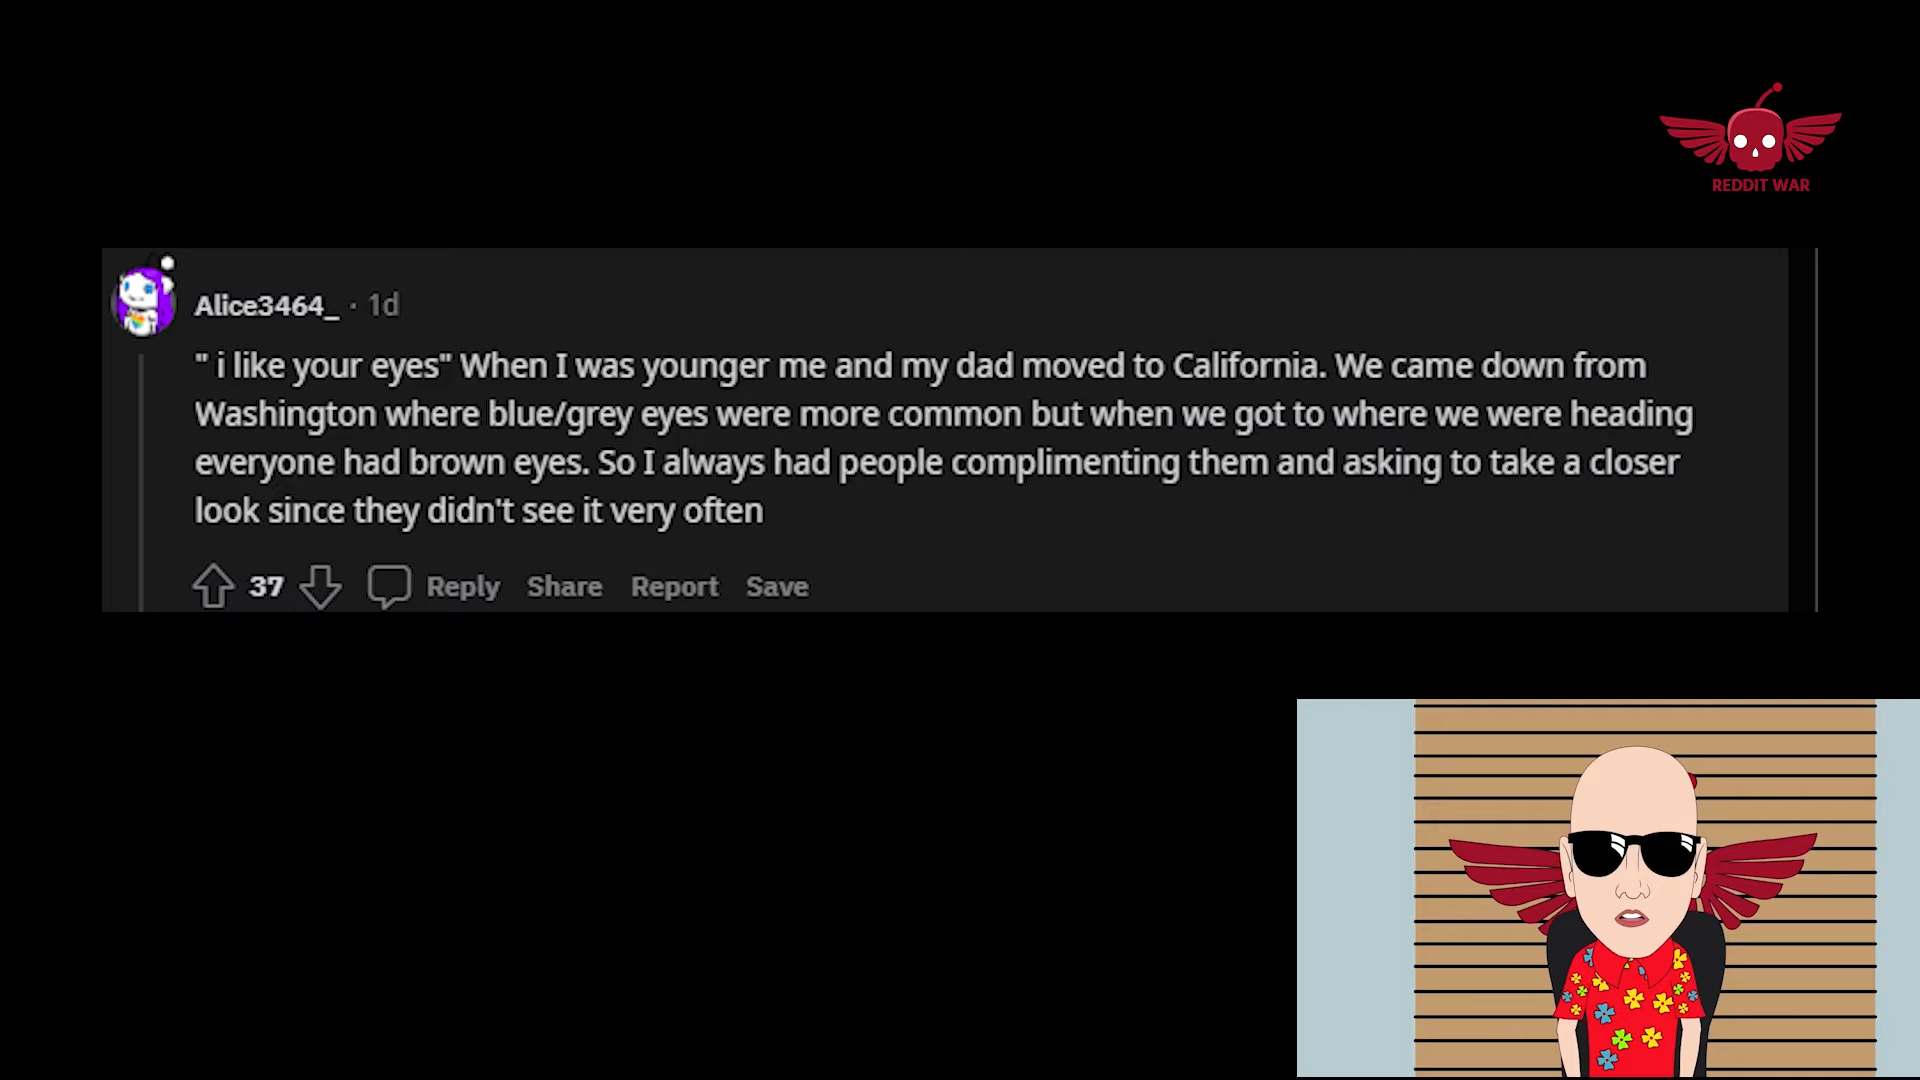 REDDIT WAR
Alice3464_ · 1d
" i like your eyes" When I was younger me and my dad moved to California. We came down from
Washington where blue/grey eyes were more common but when we got to where we were heading
everyone had brown eyes. So I always had people complimenting them and asking to take a closer
look since they didn't see it very often
37 Reply Share Report Save